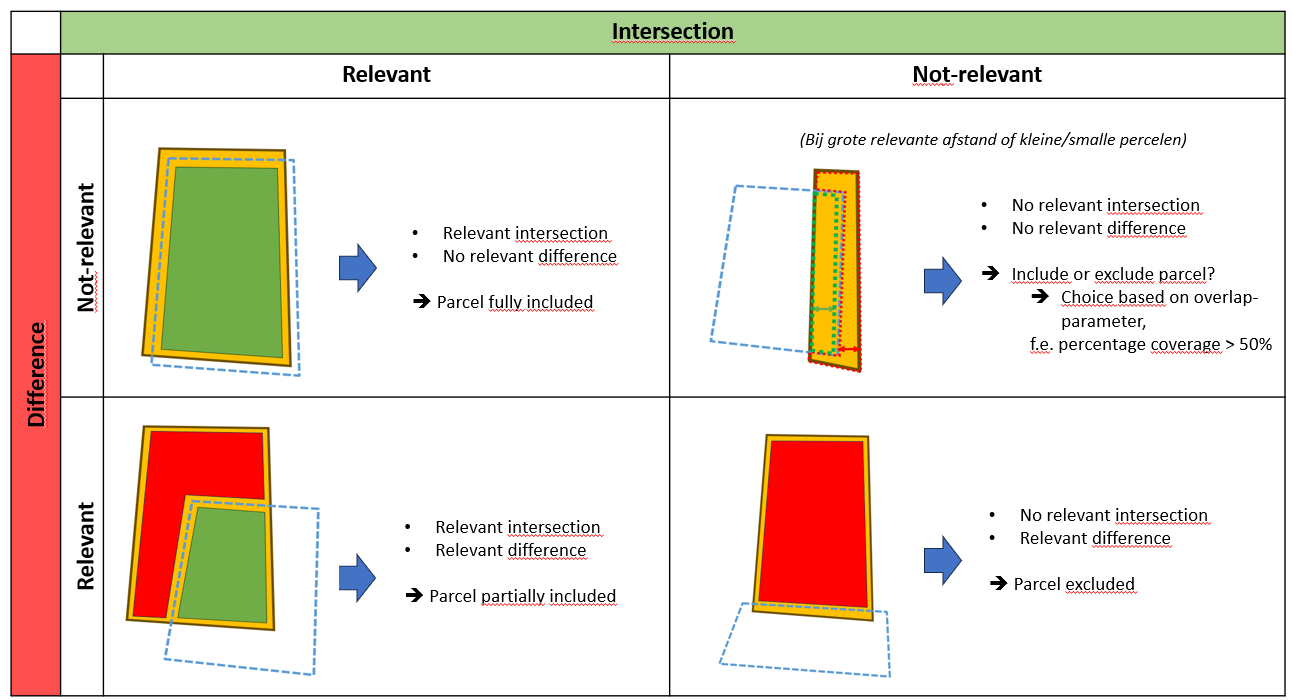 Intersection
Relevant
Not-relevant
Difference
Not-relevant
• Relevant intersection
• No relevant difference
➔ Parcel fully included
(Bij grote relevante afstand of kleine/smalle percelen)
• No relevant intersection
• No relevant difference
➔ Include or exclude parcel?
➔ Choice based on overlap-
parameter,
f.e. percentage coverage > 50%
Relevant
• Relevant intersection
• Relevant difference
➔ Parcel partially included
• No relevant intersection
• Relevant difference
➔ Parcel excluded